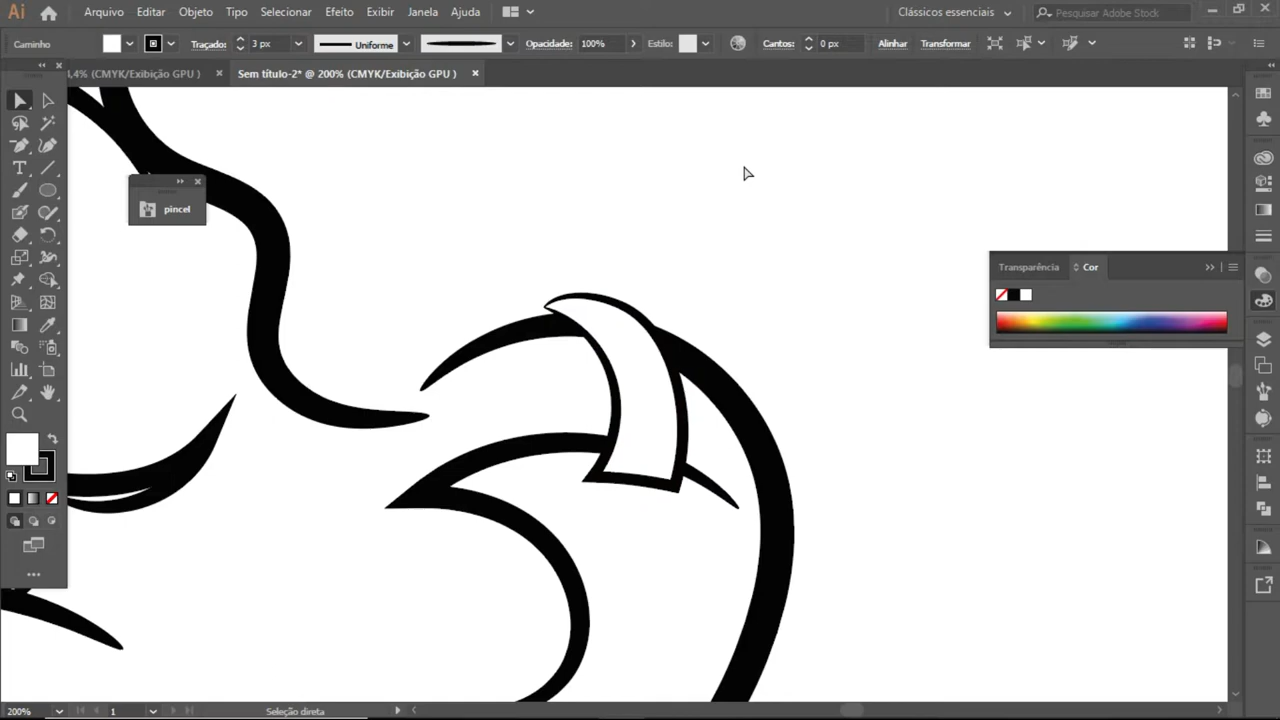 Ai Arquivo Editar Objeto Tipo Selecionar Efeito Exibir Janela Ajuda Clássicos essenciais Pesquisar Adobe Stock
Caminho Traçado: 3 px Uniforme Opacidade: 100% Estilo: Cantos: 0 px Alinhar Transformar
,4% (CMYK/Exibição GPU ) × Sem título-2* @ 200% (CMYK/Exibição GPU ) ×
pincel
Transparência Cor
200% 1 Seleção direta